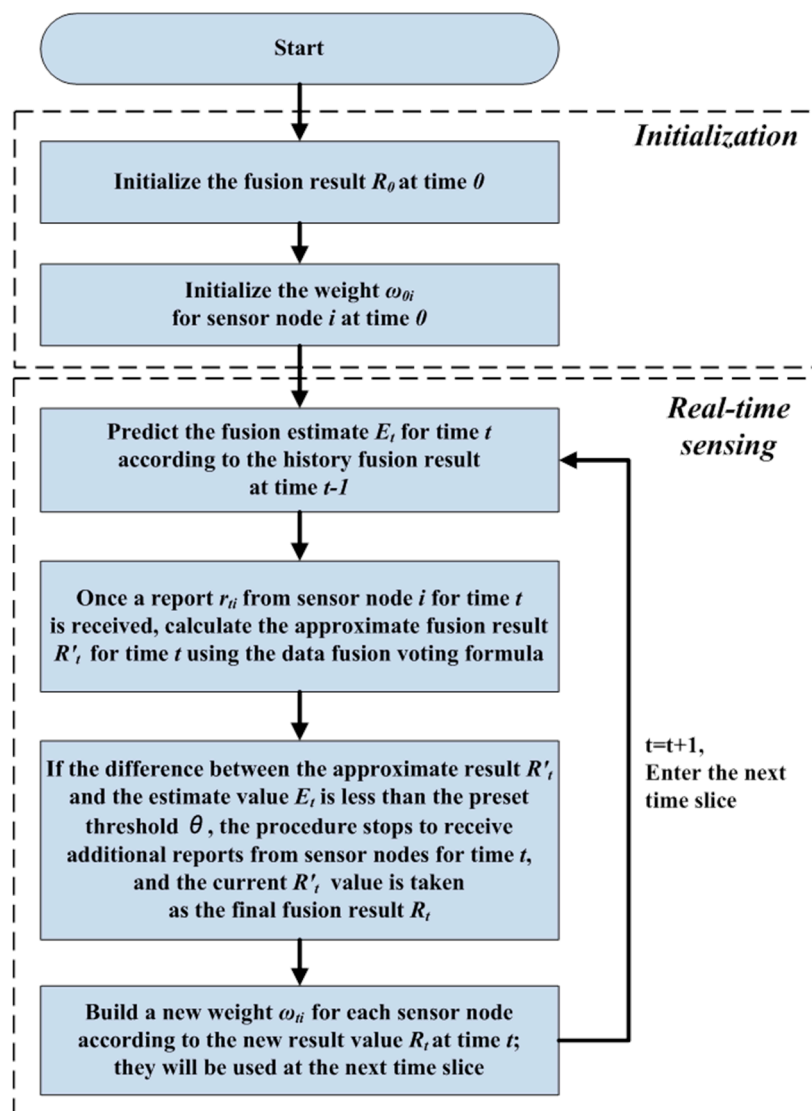 Start
Initialization
Initialize the fusion result R₀ at time 0
Initialize the weight ω₀ᵢ
for sensor node i at time 0
Real-time
sensing
Predict the fusion estimate Eₜ for time t
according to the history fusion result
at time t-1
Once a report rₜᵢ from sensor node i for time t
is received, calculate the approximate fusion result
R'ₜ for time t using the data fusion voting formula
If the difference between the approximate result R'ₜ
and the estimate value Eₜ is less than the preset
threshold θ, the procedure stops to receive
additional reports from sensor nodes for time t,
and the current R'ₜ value is taken
as the final fusion result Rₜ
t=t+1,
Enter the next
time slice
Build a new weight ωₜᵢ for each sensor node
according to the new result value Rₜ at time t;
they will be used at the next time slice